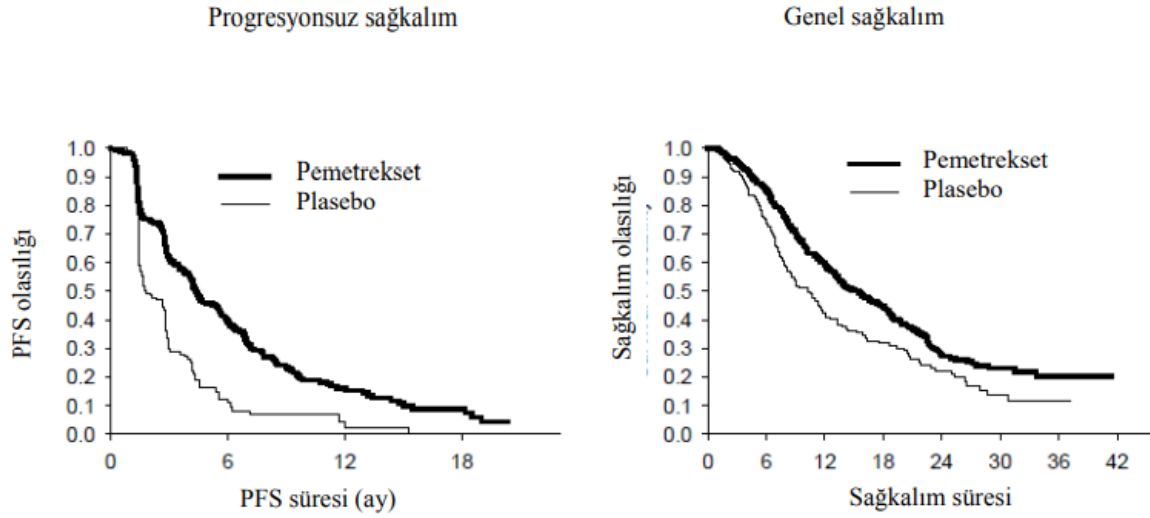 Progresyonsuz sağkalım
Genel sağkalım
1.0
0.9
0.8
0.7
0.6
0.5
0.4
0.3
0.2
0.1
0.0
PFS olasılığı
Pemetrekset
Plasebo
0 6 12 18
PFS süresi (ay)
1.0
0.9
0.8
0.7
0.6
0.5
0.4
0.3
0.2
0.1
0.0
Sağkalım olasılığı
Pemetrekset
Plasebo
0 6 12 18 24 30 36 42
Sağkalım süresi